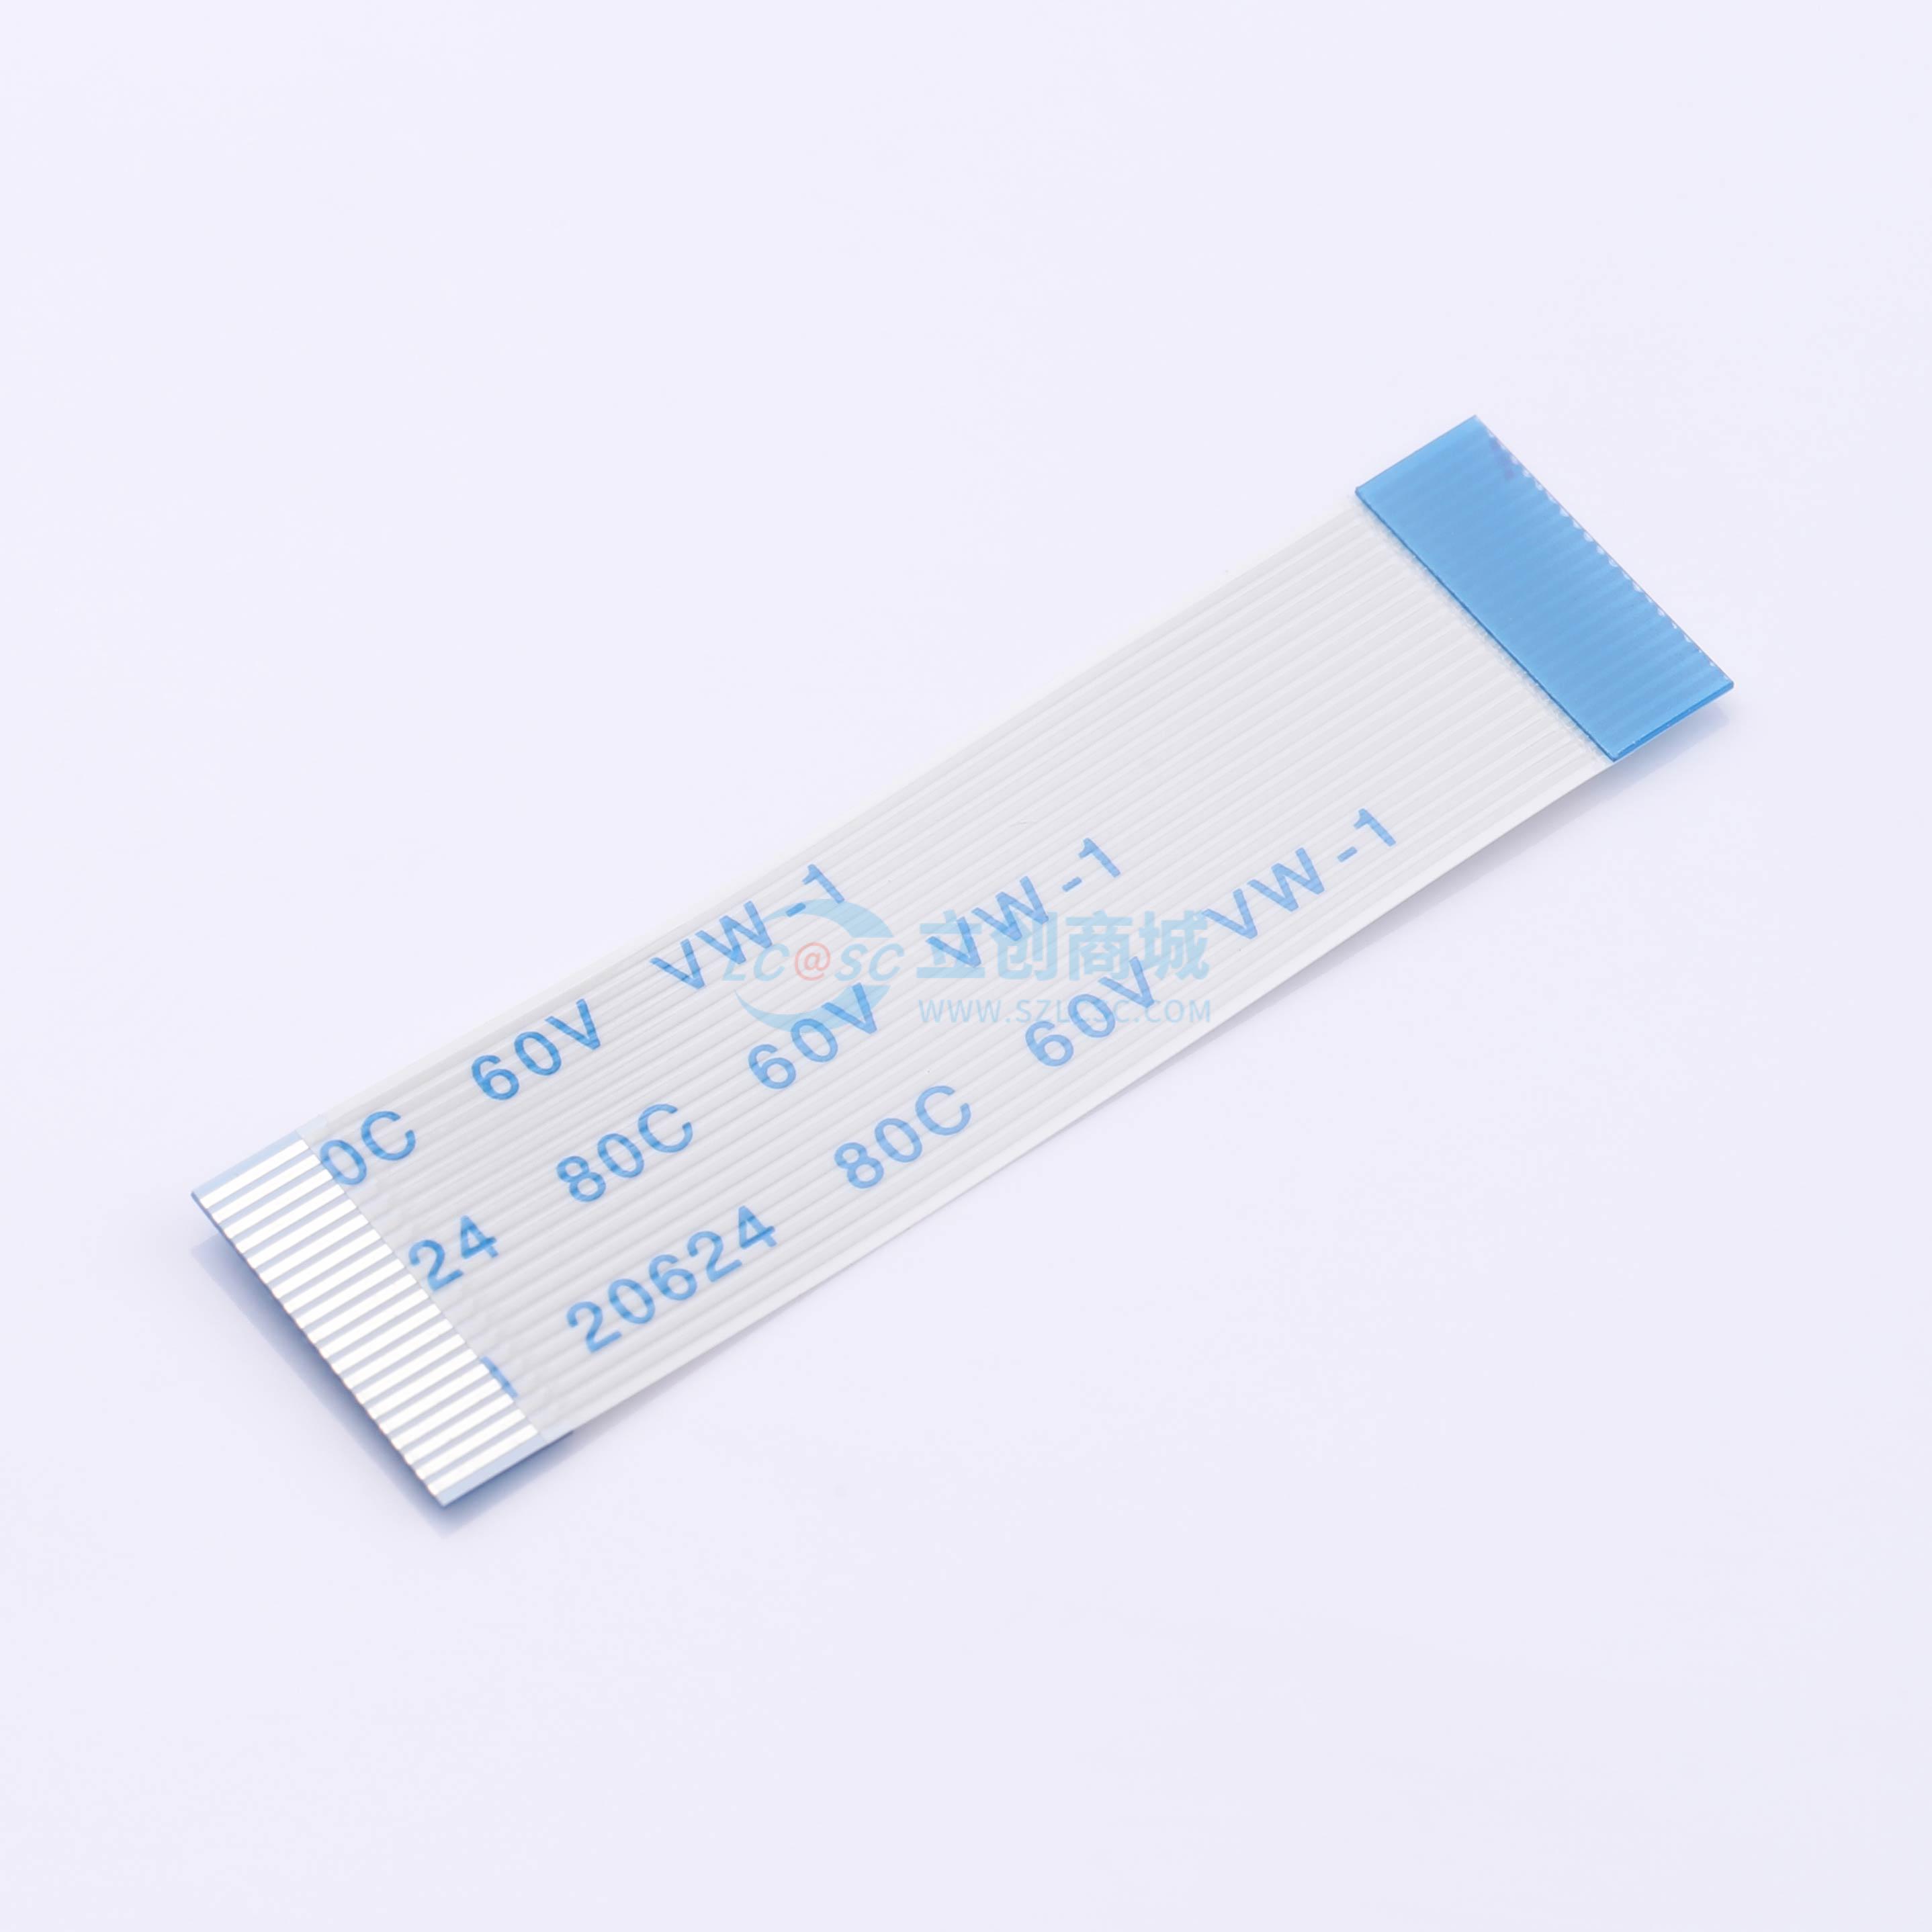 0C 60V VW-1
24 80C 60V VW-1
20624 80C 60V VW-1
LC@SC 立创商城
WWW.SZLCSC.COM